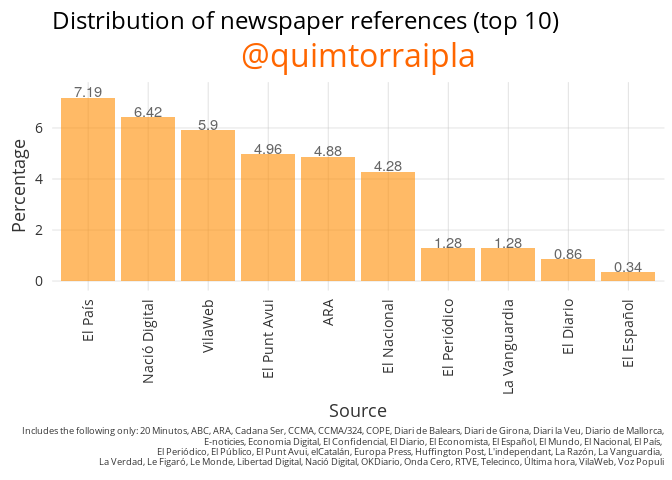 Distribution of newspaper references (top 10)
@quimtorraipla
Percentage
6
4
2
0
7.19
6.42
5.9
4.96
4.88
4.28
1.28
1.28
0.86
0.34
El País
Nació Digital
VilaWeb
El Punt Avui
ARA
El Nacional
El Periódico
La Vanguardia
El Diario
El Español
Source
Includes the following only: 20 Minutos, ABC, ARA, Cadana Ser, CCMA, CCMA/324, COPE, Diari de Balears, Diari de Girona, Diari la Veu, Diario de Mallorca,
E-noticies, Economia Digital, El Confidencial, El Diario, El Economista, El Español, El Mundo, El Nacional, El País,
El Periódico, El Público, El Punt Avui, elCatalán, Europa Press, Huffington Post, L'independant, La Razón, La Vanguardia,
La Verdad, Le Figaró, Le Monde, Libertad Digital, Nació Digital, OKDiario, Onda Cero, RTVE, Telecinco, Última hora, VilaWeb, Voz Populi